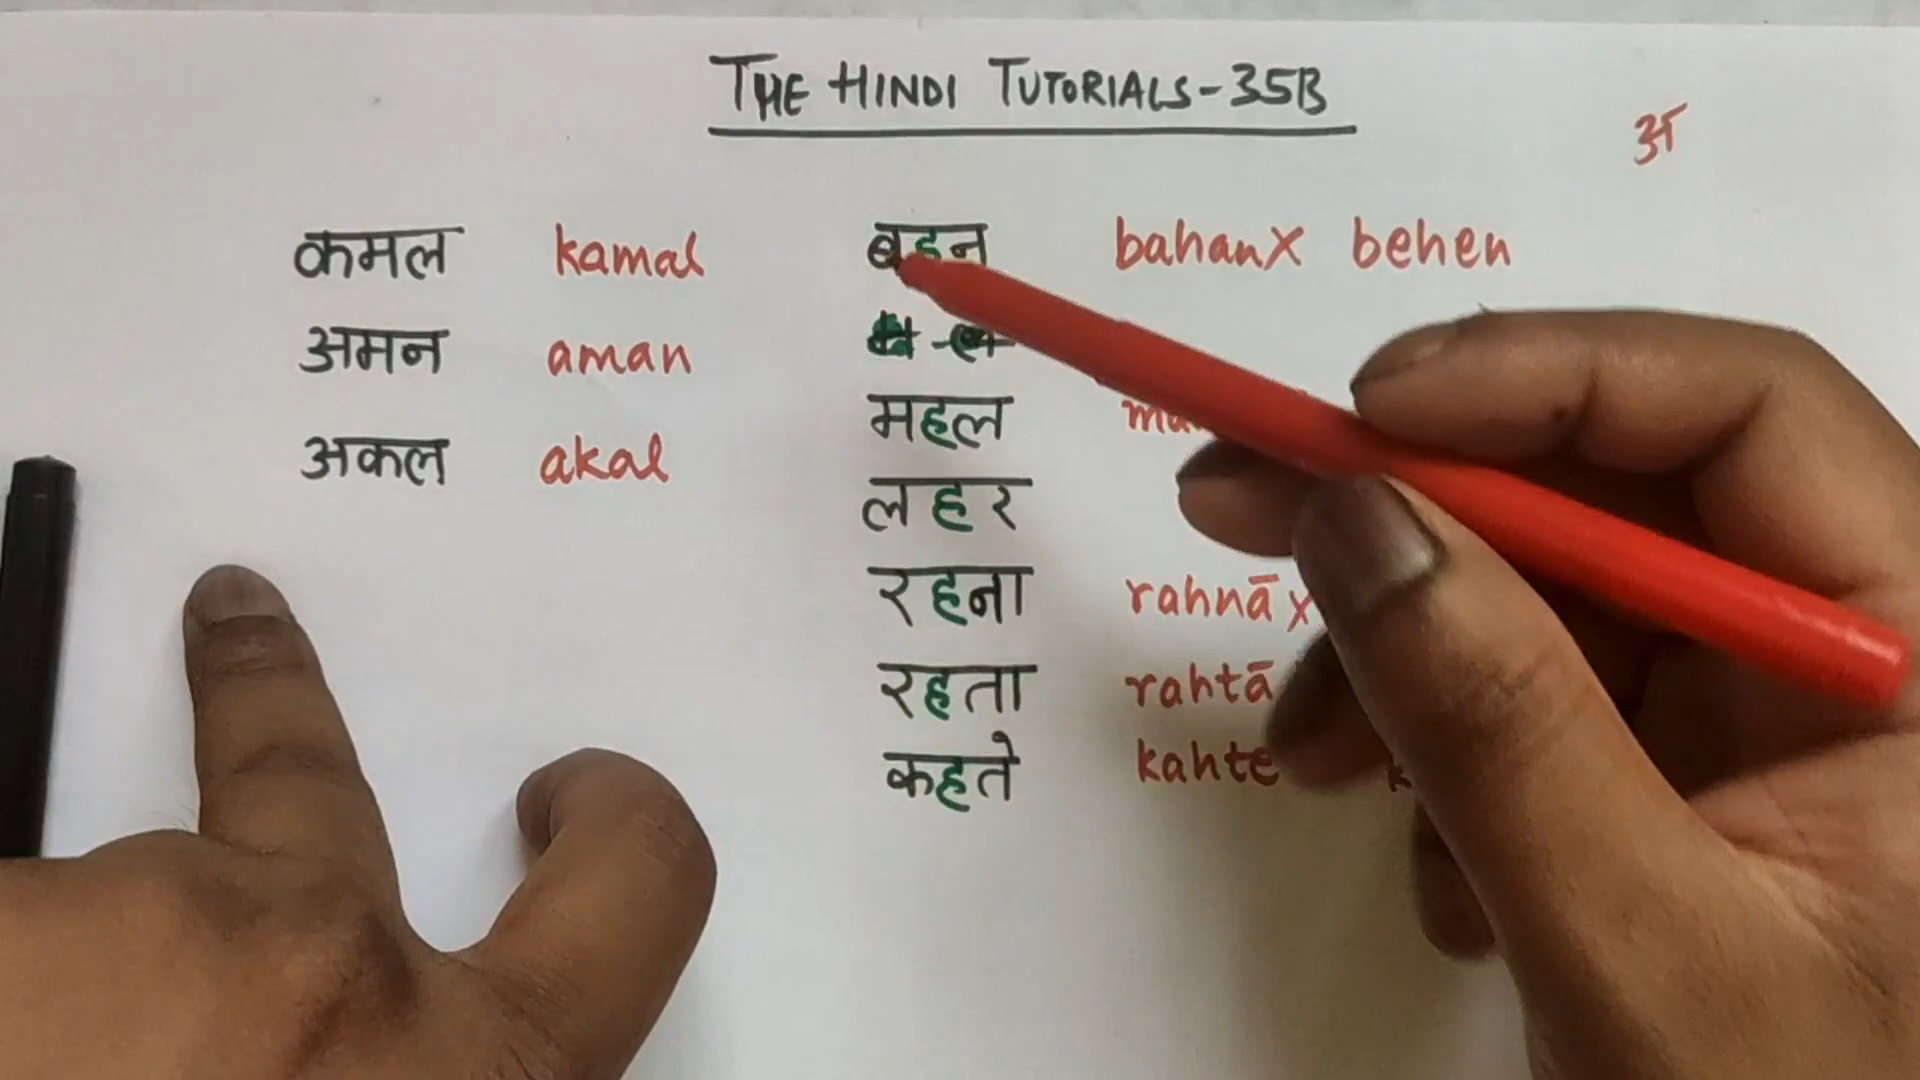 THE HINDI TUTORIALS-35B
अ
कमल kamal बहन bahanx behen
अमन aman
महल
अकल akal
लहर
रहना rahnā x
रहता rahtā
कहते kahte